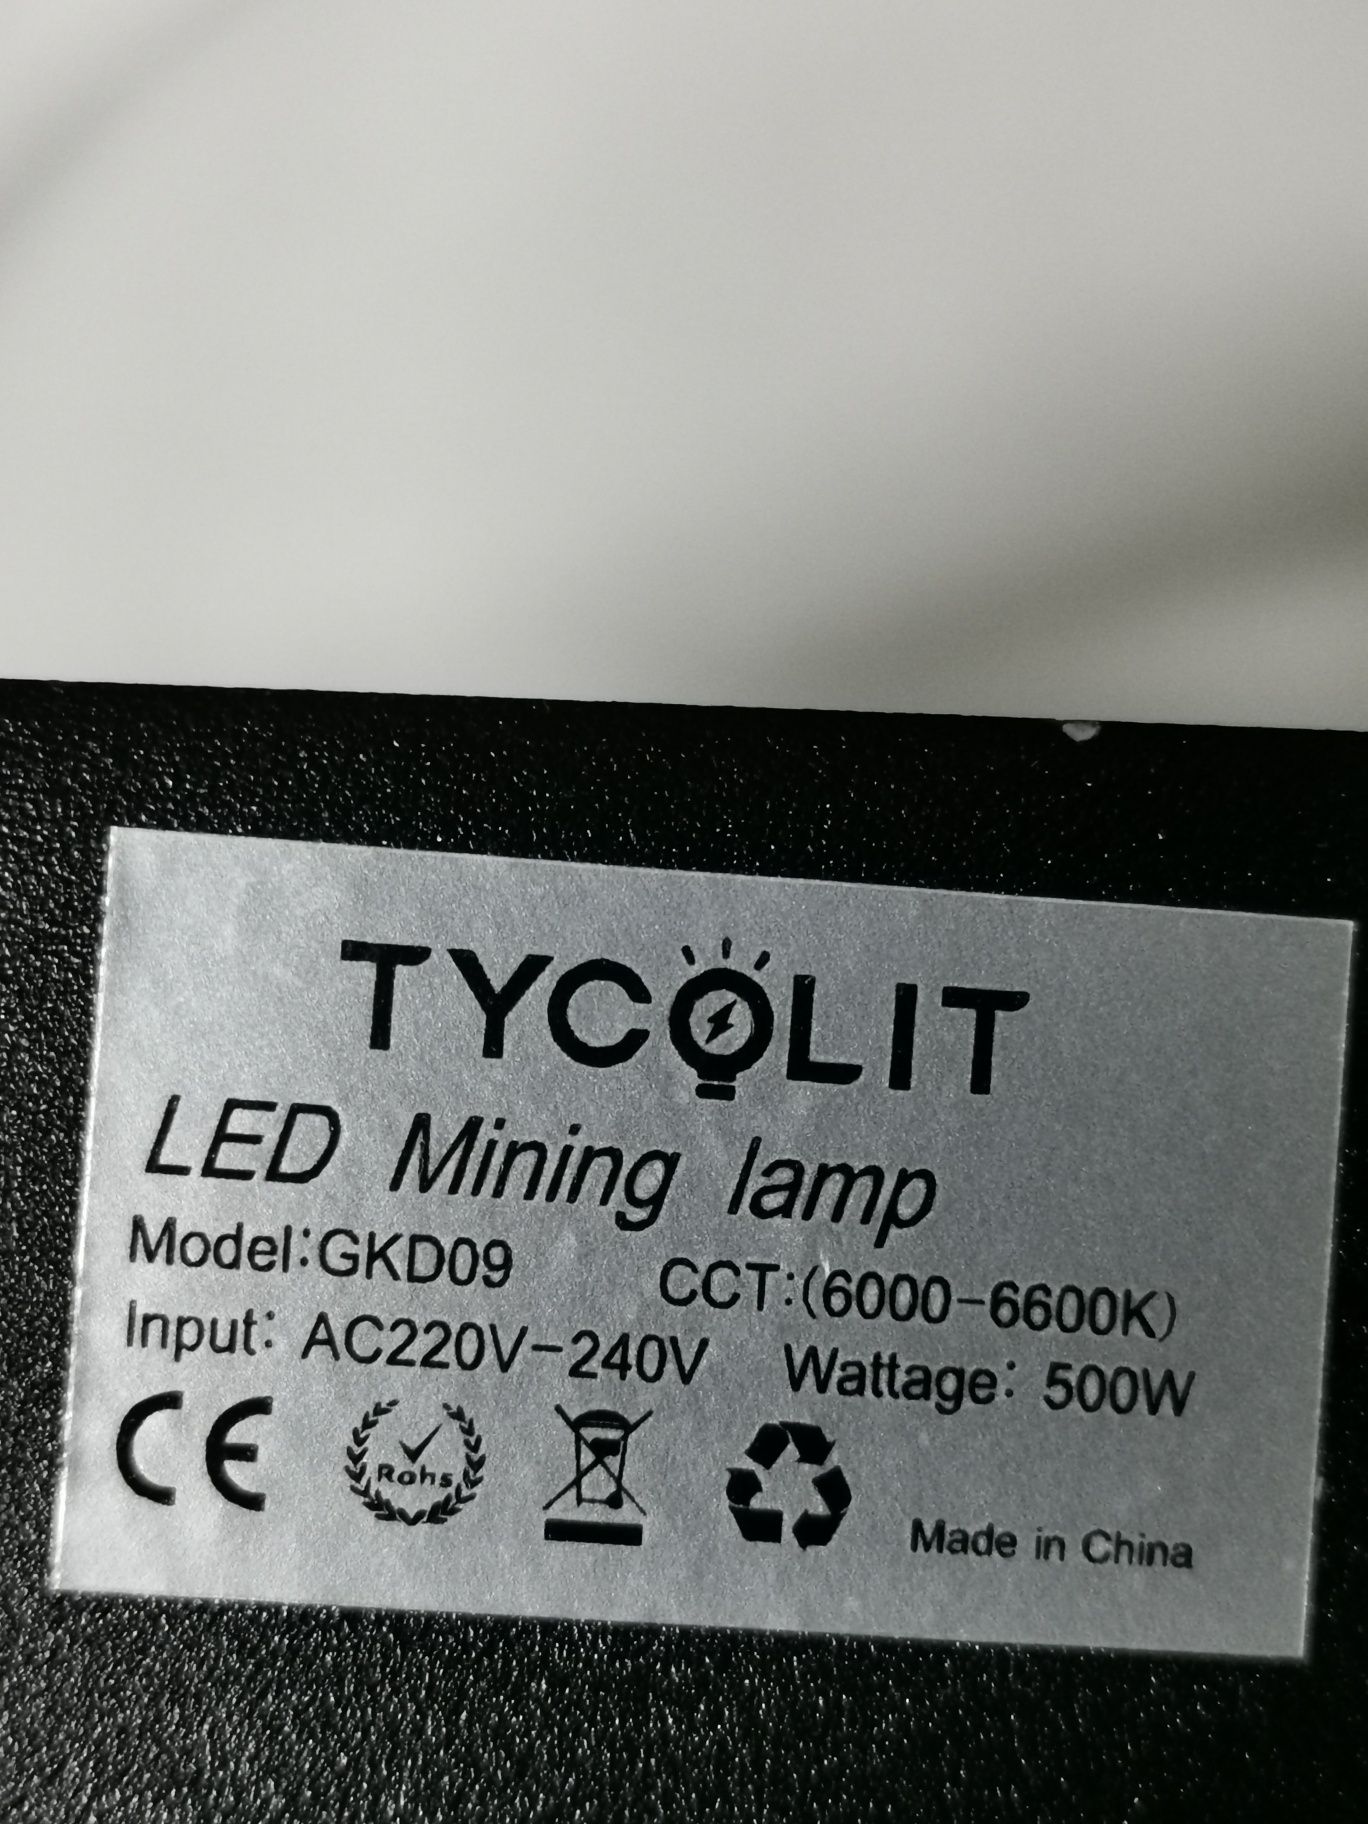 TYCOLIT
LED Mining lamp
Model:GKD09 CCT:(6000-6600K)
Input: AC220V-240V Wattage: 500W
CE Rohs Made in China